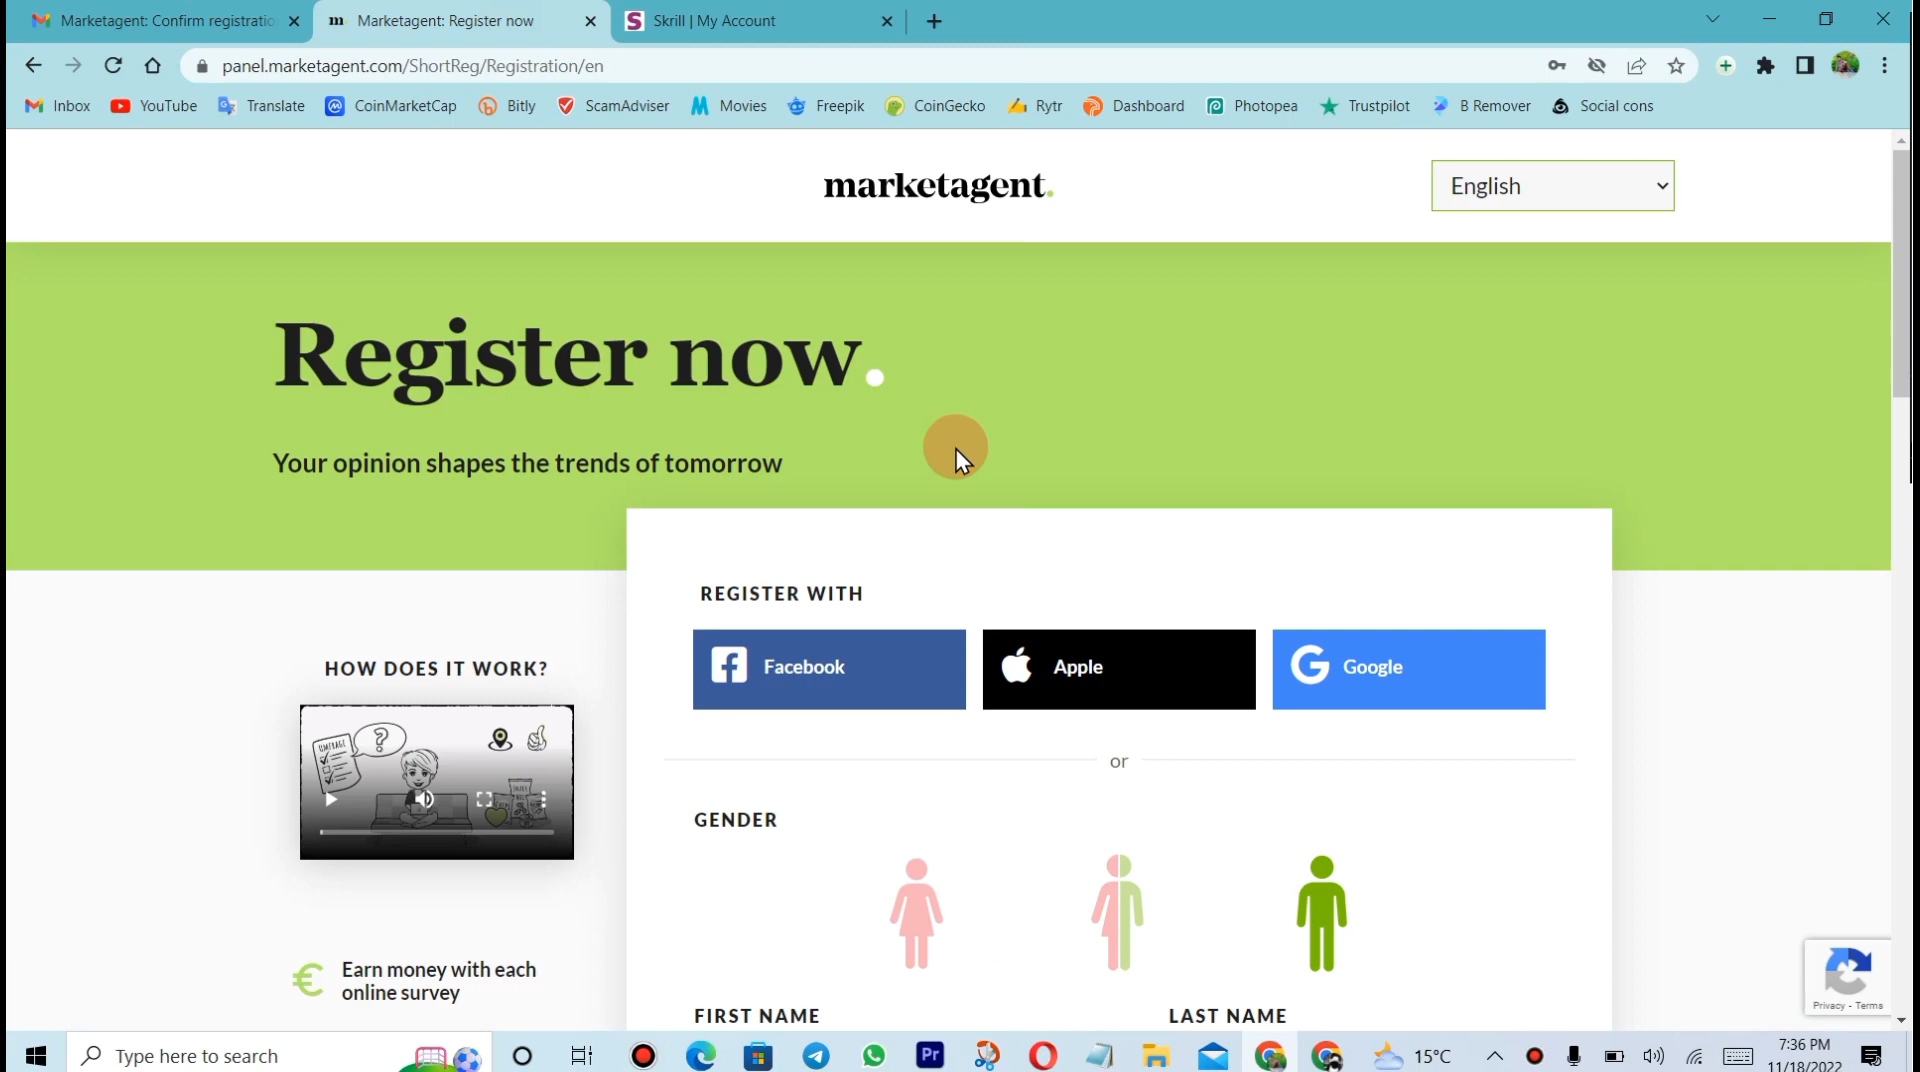 Marketagent: Confirm registratio
Marketagent: Register now
Skrill | My Account
panel.marketagent.com/ShortReg/Registration/en
Inbox
YouTube
Translate
CoinMarketCap
Bitly
ScamAdviser
Movies
Freepik
CoinGecko
Rytr
Dashboard
Photopea
Trustpilot
B Remover
Social cons
marketagent.
English
Register now.
Your opinion shapes the trends of tomorrow
REGISTER WITH
Facebook
Apple
Google
or
HOW DOES IT WORK?
UMFRAGE
?
GENDER
€ Earn money with each
online survey
FIRST NAME
LAST NAME
Privacy - Terms
Type here to search
Pr
15°C
7:36 PM
11/18/2022